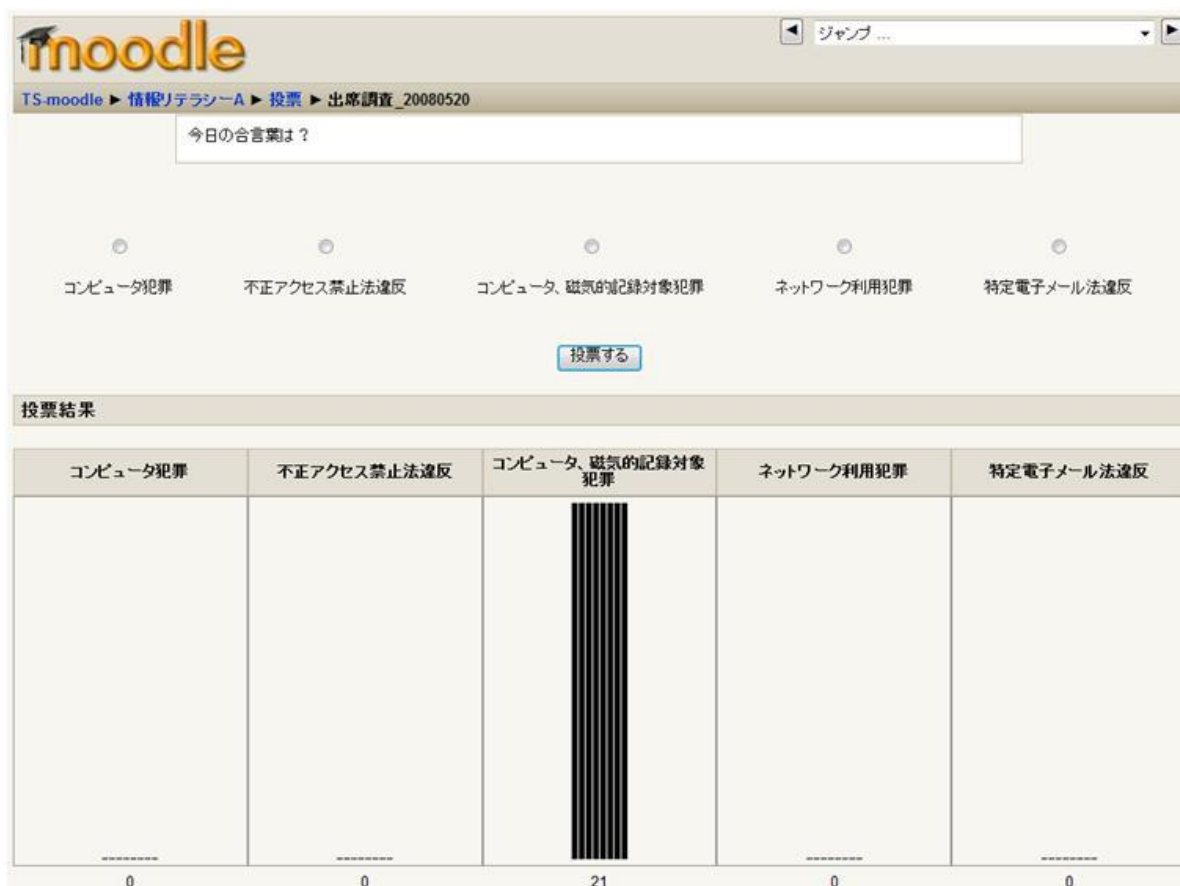 moodle
ジャンプ ...
TS-moodle ► 情報リテラシーA ► 投票 ► 出席調査_20080520
今日の合言葉は？
コンピュータ犯罪
不正アクセス禁止法違反
コンピュータ、磁気的記録対象犯罪
ネットワーク利用犯罪
特定電子メール法違反
投票する
投票結果
コンピュータ犯罪
不正アクセス禁止法違反
コンピュータ、磁気的記録対象
犯罪
ネットワーク利用犯罪
特定電子メール法違反
0
0
21
0
0